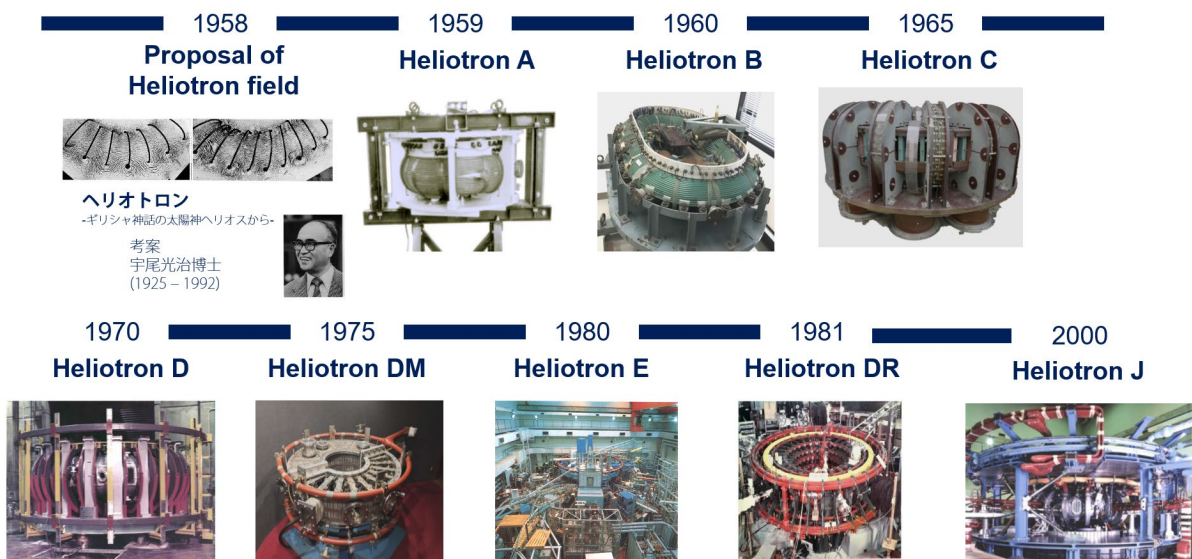 1958
Proposal of
Heliotron field
ヘリオトロン
-ギリシャ神話の太陽神ヘリオスから-
考案
宇尾光治博士
(1925 – 1992)
1959
Heliotron A
1960
Heliotron B
1965
Heliotron C
1970
Heliotron D
1975
Heliotron DM
1980
Heliotron E
1981
Heliotron DR
2000
Heliotron J